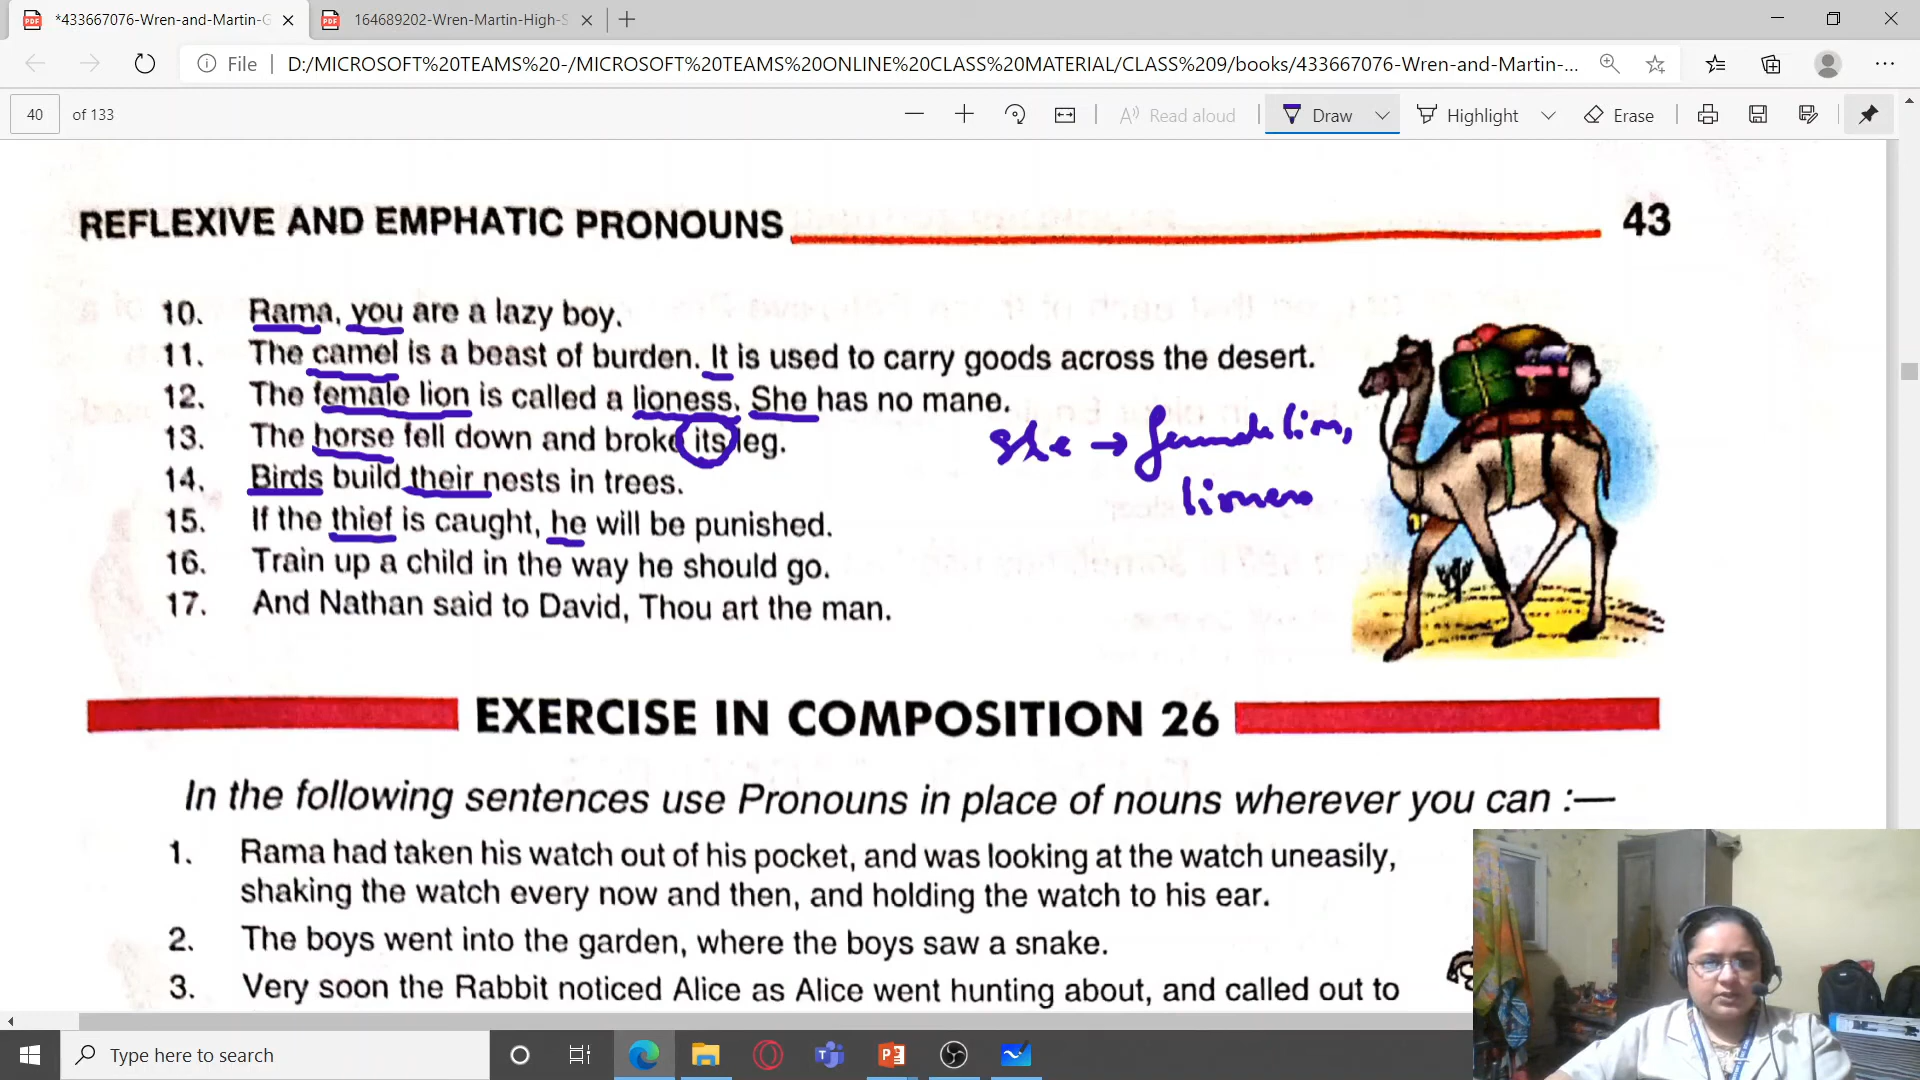 *433667076-Wren-and-Martin-G
164689202-Wren-Martin-High-S
File
D:/MICROSOFT%20TEAMS%20-/MICROSOFT%20TEAMS%20ONLINE%20CLASS%20MATERIAL/CLASS%209/books/433667076-Wren-and-Martin-...
40 of 133
Read aloud
Draw
Highlight
Erase
REFLEXIVE AND EMPHATIC PRONOUNS 43
10. Rama, you are a lazy boy.
11. The camel is a beast of burden. It is used to carry goods across the desert.
12. The female lion is called a lioness. She has no mane.
13. The horse fell down and broke its leg.
she → female lion,
14. Birds build their nests in trees.
lioness
15. If the thief is caught, he will be punished.
16. Train up a child in the way he should go.
17. And Nathan said to David, Thou art the man.
EXERCISE IN COMPOSITION 26
In the following sentences use Pronouns in place of nouns wherever you can :—
1. Rama had taken his watch out of his pocket, and was looking at the watch uneasily,
shaking the watch every now and then, and holding the watch to his ear.
2. The boys went into the garden, where the boys saw a snake.
3. Very soon the Rabbit noticed Alice as Alice went hunting about, and called out to
Type here to search